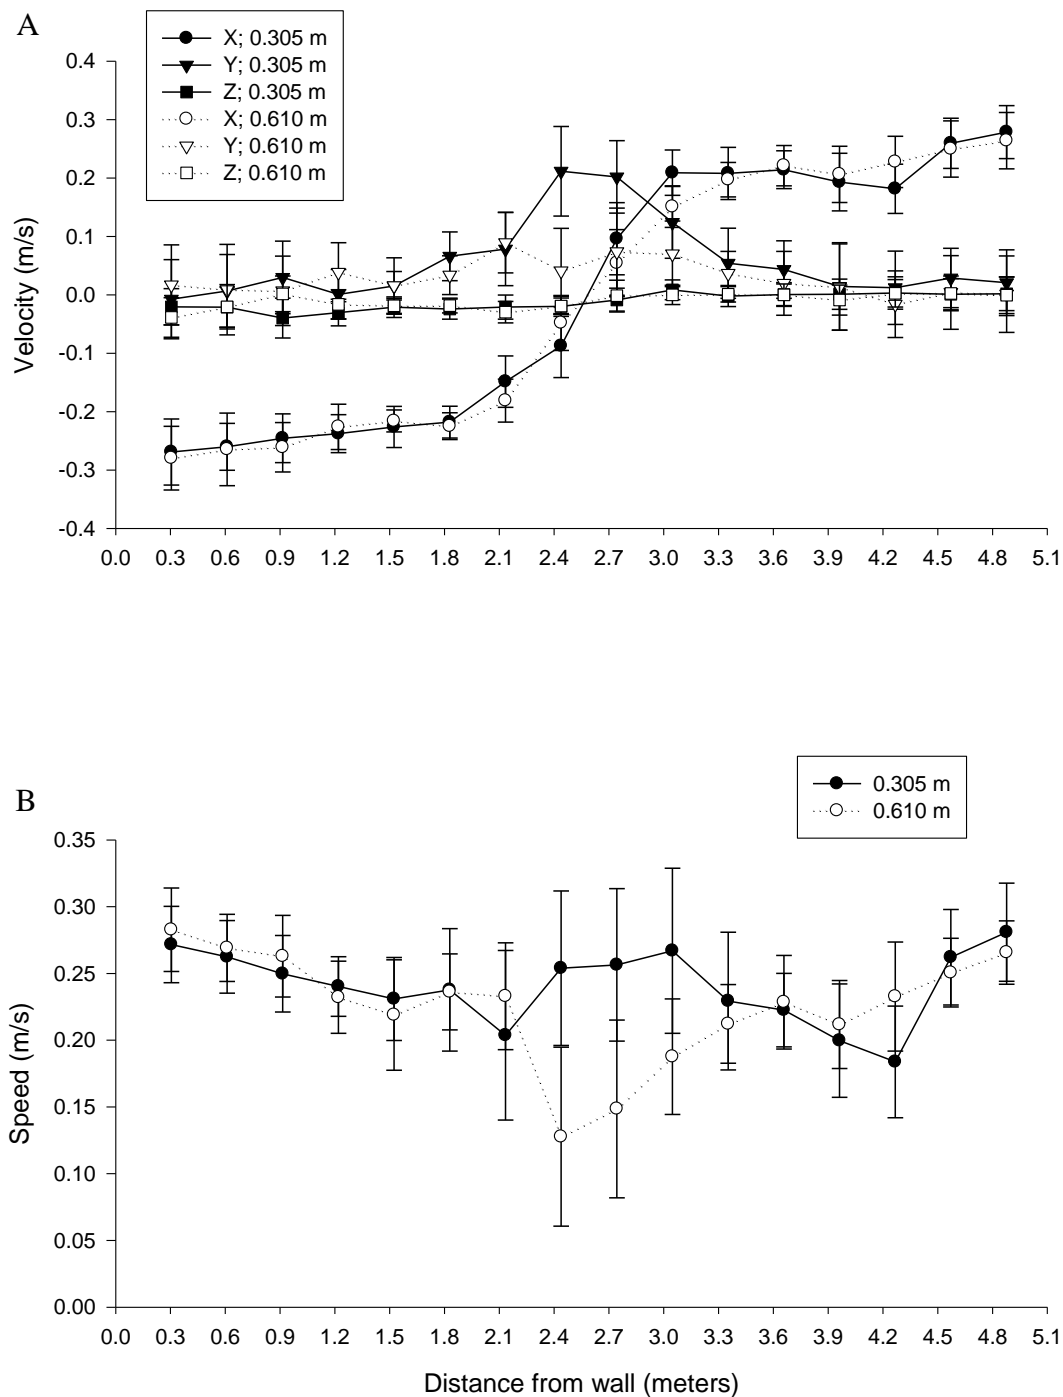 A
X; 0.305 m
Y; 0.305 m
Z; 0.305 m
X; 0.610 m
Y; 0.610 m
Z; 0.610 m
Velocity (m/s)
0.4
0.3
0.2
0.1
0.0
-0.1
-0.2
-0.3
-0.4
0.0 0.3 0.6 0.9 1.2 1.5 1.8 2.1 2.4 2.7 3.0 3.3 3.6 3.9 4.2 4.5 4.8 5.1
B
0.305 m
0.610 m
Speed (m/s)
0.35
0.30
0.25
0.20
0.15
0.10
0.05
0.00
0.0 0.3 0.6 0.9 1.2 1.5 1.8 2.1 2.4 2.7 3.0 3.3 3.6 3.9 4.2 4.5 4.8 5.1
Distance from wall (meters)